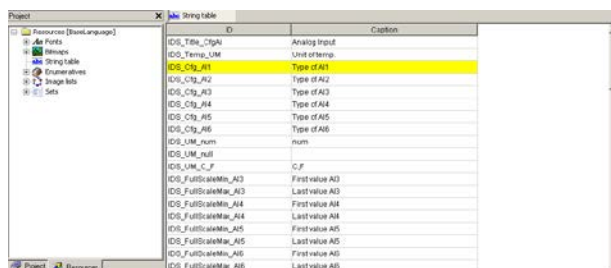 Project
Resources [BaseLanguage]
Fonts
Bitmaps
String table
Enumeratives
Image lists
Sets
Project Resources
String table
ID Caption
IDS_Title_CfgAI Analog Input
IDS_Temp_UM Unit of temp.
IDS_Cfg_AI1 Type of AI1
IDS_Cfg_AI2 Type of AI2
IDS_Cfg_AI3 Type of AI3
IDS_Cfg_AI4 Type of AI4
IDS_Cfg_AI5 Type of AI5
IDS_Cfg_AI6 Type of AI6
IDS_UM_num num
IDS_UM_null
IDS_UM_C_F C,F
IDS_FullScaleMin_AI3 First value AI3
IDS_FullScaleMax_AI3 Last value AI3
IDS_FullScaleMin_AI4 First value AI4
IDS_FullScaleMax_AI4 Last value AI4
IDS_FullScaleMin_AI5 First value AI5
IDS_FullScaleMax_AI5 Last value AI5
IDS_FullScaleMin_AI6 First value AI6
IDS_FullScaleMax_AI6 Last value AI6